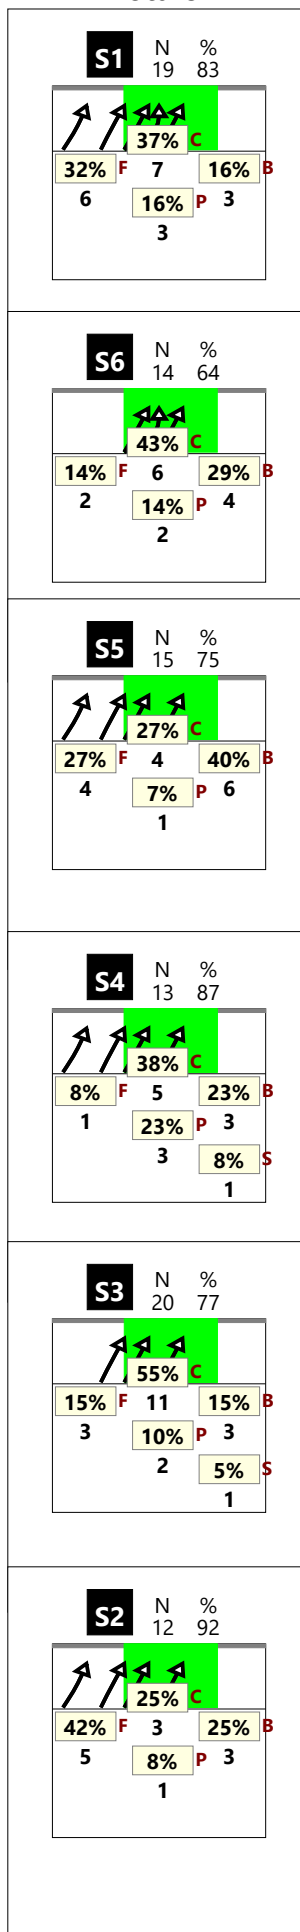 S1 N %
19 83
37% C
32% F 7 16% B
6 16% P 3
3
S6 N %
14 64
43% C
14% F 6 29% B
2 14% P 4
2
S5 N %
15 75
27% C
27% F 4 40% B
4 7% P 6
1
S4 N %
13 87
38% C
8% F 5 23% B
1 23% P 3
3 8% S
1
S3 N %
20 77
55% C
15% F 11 15% B
3 10% P 3
2 5% S
1
S2 N %
12 92
25% C
42% F 3 25% B
5 8% P 3
1